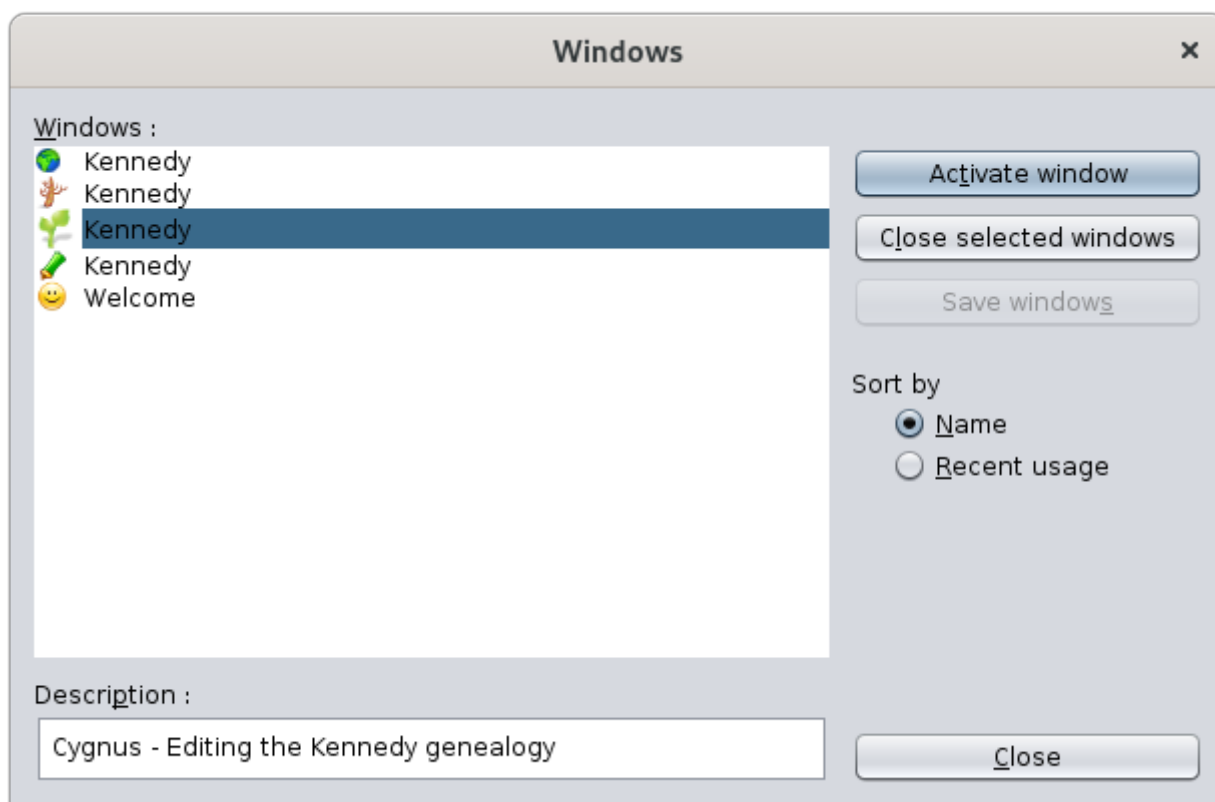 Windows
Windows :
Kennedy
Kennedy
Kennedy
Kennedy
Welcome
Activate window
Close selected windows
Save windows
Sort by
Name
Recent usage
Description :
Cygnus - Editing the Kennedy genealogy
Close